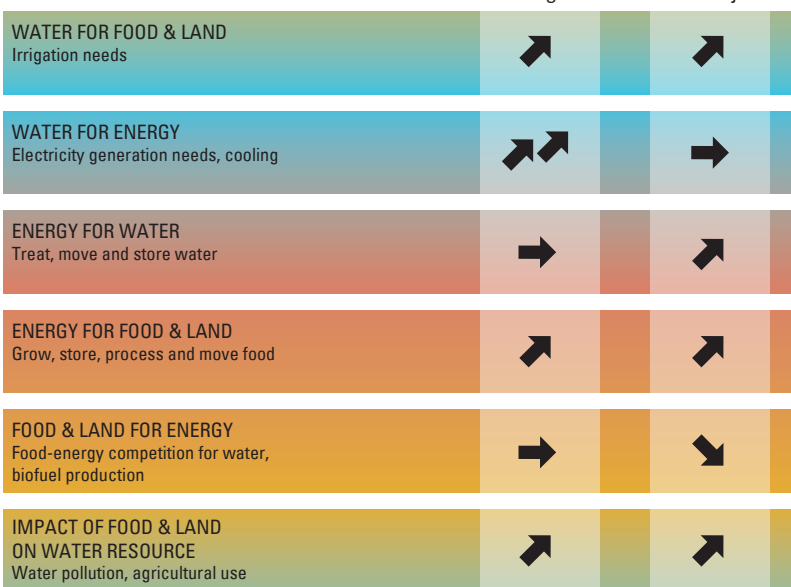 WATER FOR FOOD & LAND
Irrigation needs
WATER FOR ENERGY
Electricity generation needs, cooling
ENERGY FOR WATER
Treat, move and store water
ENERGY FOR FOOD & LAND
Grow, store, process and move food
FOOD & LAND FOR ENERGY
Food-energy competition for water,
biofuel production
IMPACT OF FOOD & LAND
ON WATER RESOURCE
Water pollution, agricultural use